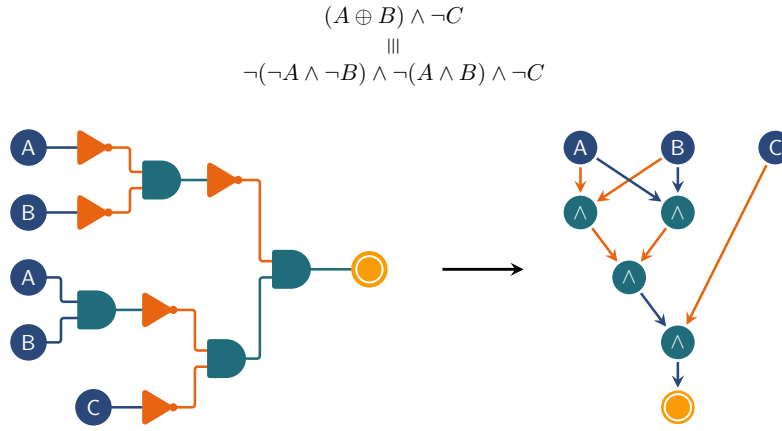 (A ⊕ B) ∧ ¬C
≡
¬(¬A ∧ ¬B) ∧ ¬(A ∧ B) ∧ ¬C
A
B
A
B
C
A B C
∧ ∧
∧
∧